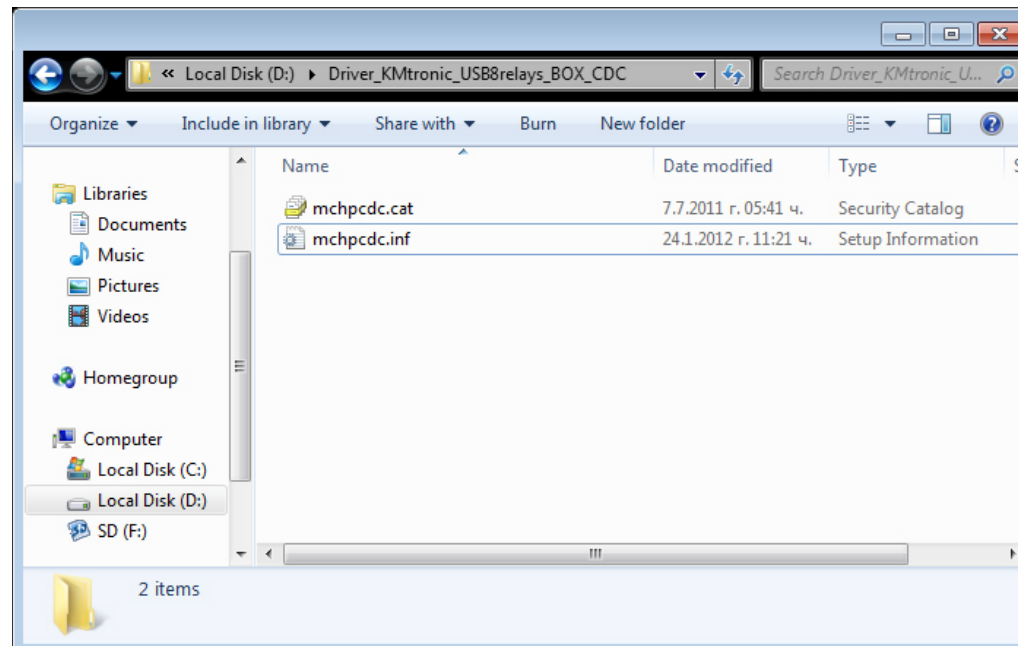 « Local Disk (D:) ▸ Driver_KMtronic_USB8relays_BOX_CDC Search Driver_KMtronic_U...
Organize Include in library Share with Burn New folder
Name Date modified Type S
Libraries
mchpcdc.cat 7.7.2011 г. 05:41 ч. Security Catalog
Documents
mchpcdc.inf 24.1.2012 г. 11:21 ч. Setup Information
Music
Pictures
Videos
Homegroup
Computer
Local Disk (C:)
Local Disk (D:)
SD (F:)
2 items